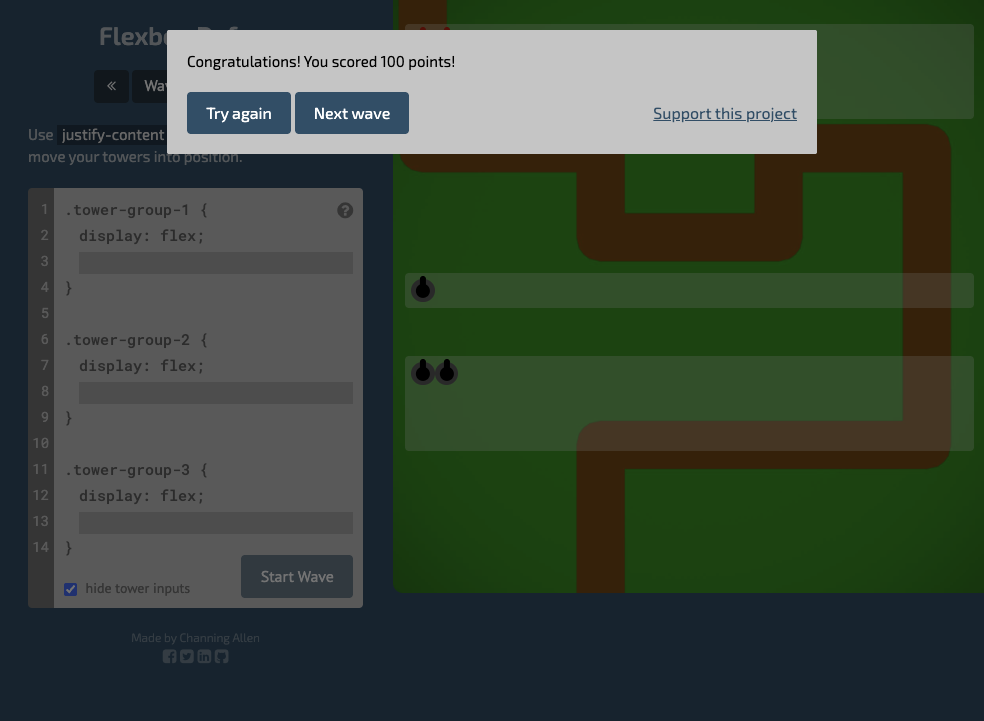 Flexbo
Congratulations! You scored 100 points!
«
Wav
Try again
Next wave
Support this project
Use justify-content
move your towers into position.
1 .tower-group-1 {
2 display: flex;
3
4 }
5
6 .tower-group-2 {
7 display: flex;
8
9 }
10
11 .tower-group-3 {
12 display: flex;
13
14 }
?
Start Wave
hide tower inputs
Made by Channing Allen